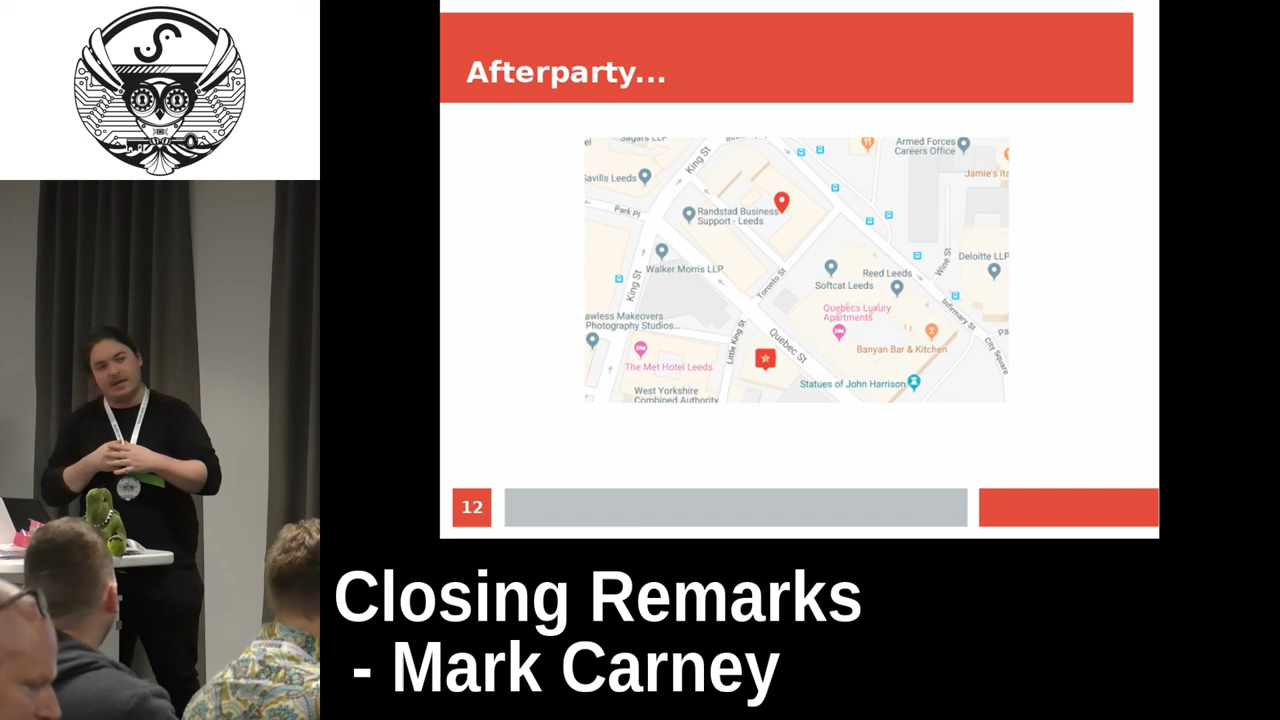 Afterparty...
Sagars LLP
Armed Forces
Careers Office
King St
Savills Leeds
Park Pl
Randstad Business
Support - Leeds
Walker Morris LLP
King St
Toronto St
Softcat Leeds
Reed Leeds
Wine St
Deloitte LLP
Quebecs Luxury
Apartments
Infirmary St
Photography Studios...
Little King St
Quebec St
Banyan Bar & Kitchen
City Square
The Met Hotel Leeds
Statues of John Harrison
West Yorkshire
Combined Authority
12
Closing Remarks
- Mark Carney